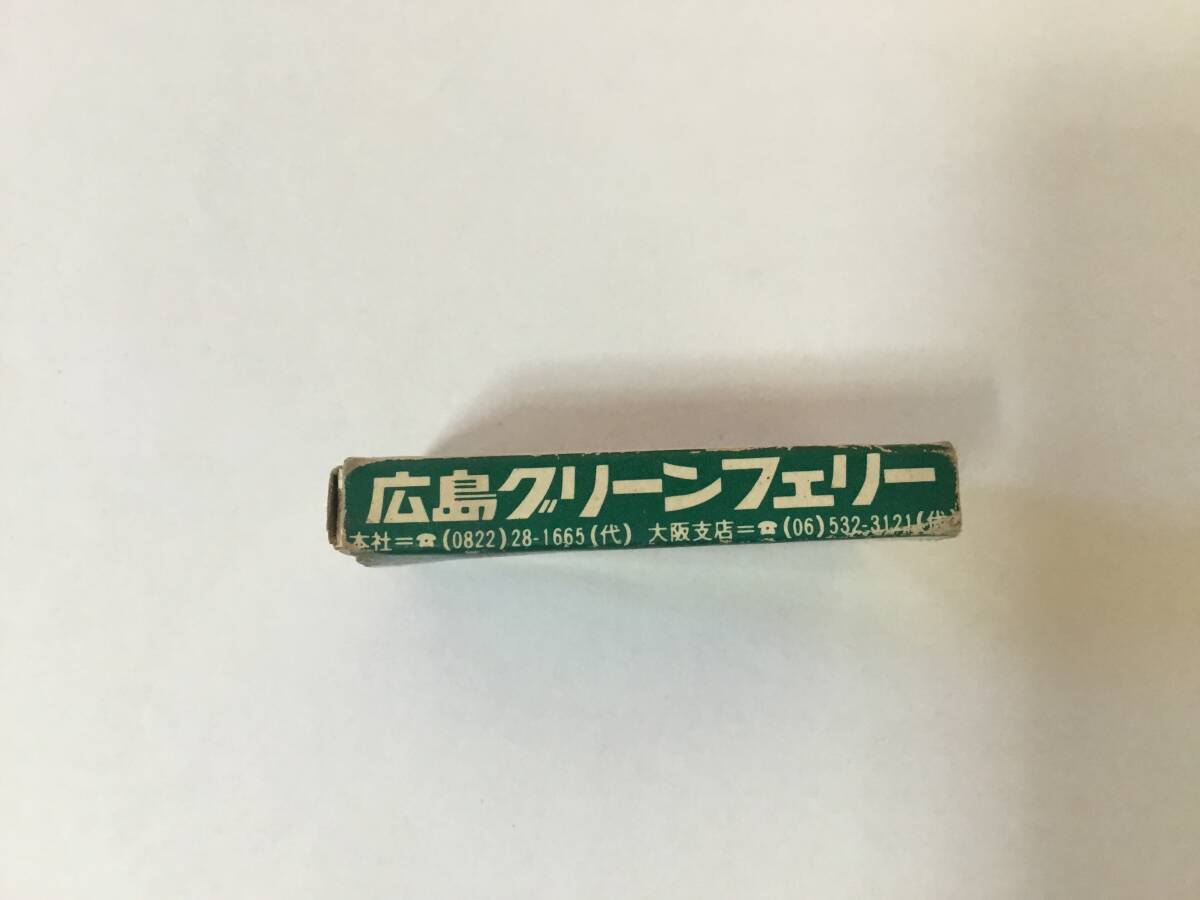 広島グリーンフェリー
本社=☎(0822)28-1665(代) 大阪支店=☎(06)532-3121(代)